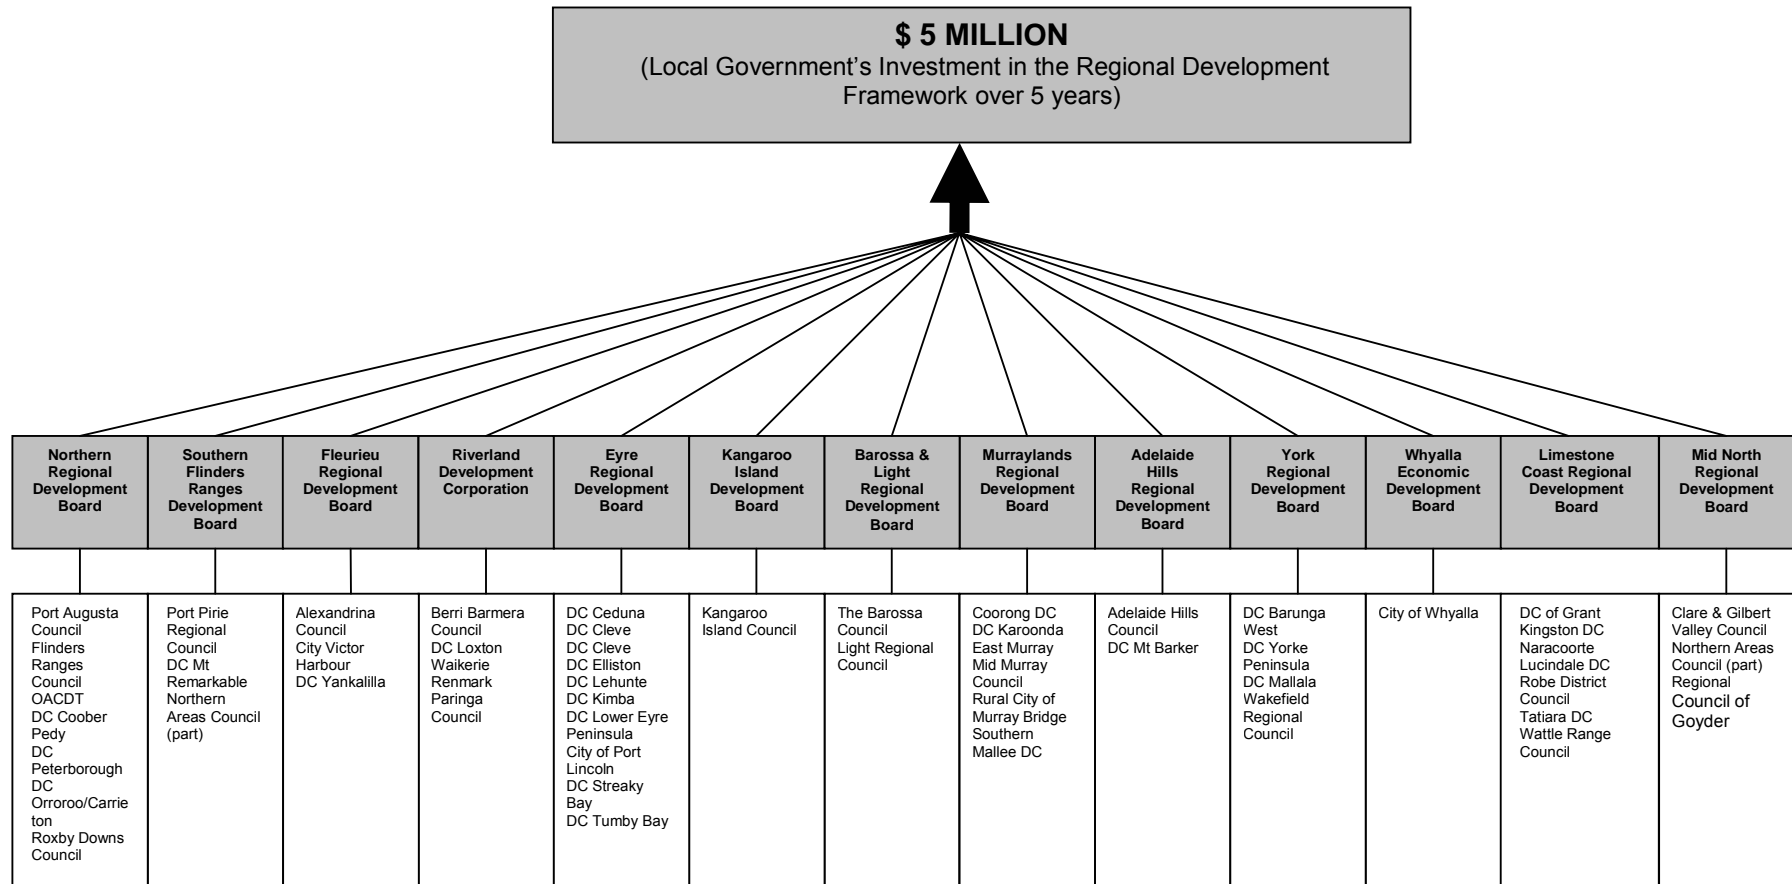 $ 5 MILLION
(Local Government's Investment in the Regional Development
Framework over 5 years)
Northern
Regional
Development
Board
Southern
Flinders
Ranges
Development
Board
Fleurieu
Regional
Development
Board
Riverland
Development
Corporation
Eyre
Regional
Development
Board
Kangaroo
Island
Development
Board
Barossa &
Light
Regional
Development
Board
Murraylands
Regional
Development
Board
Adelaide
Hills
Regional
Development
Board
York
Regional
Development
Board
Whyalla
Economic
Development
Board
Limestone
Coast Regional
Development
Board
Mid North
Regional
Development
Board
Port Augusta
Council
Flinders
Ranges
Council
OACDT
DC Coober
Pedy
DC
Peterborough
DC
Orroroo/Carrie
ton
Roxby Downs
Council
Port Pirie
Regional
Council
DC Mt
Remarkable
Northern
Areas Council
(part)
Alexandrina
Council
City Victor
Harbour
DC Yankalilla
Berri Barmera
Council
DC Loxton
Waikerie
Renmark
Paringa
Council
DC Ceduna
DC Cleve
DC Cleve
DC Elliston
DC Lehunte
DC Kimba
DC Lower Eyre
Peninsula
City of Port
Lincoln
DC Streaky
Bay
DC Tumby Bay
Kangaroo
Island Council
The Barossa
Council
Light Regional
Council
Coorong DC
DC Karoonda
East Murray
Mid Murray
Council
Rural City of
Murray Bridge
Southern
Mallee DC
Adelaide Hills
Council
DC Mt Barker
DC Barunga
West
DC Yorke
Peninsula
DC Mallala
Wakefield
Regional
Council
City of Whyalla
DC of Grant
Kingston DC
Naracoorte
Lucindale DC
Robe District
Council
Tatiara DC
Wattle Range
Council
Clare & Gilbert
Valley Council
Northern Areas
Council (part)
Regional
Council of
Goyder